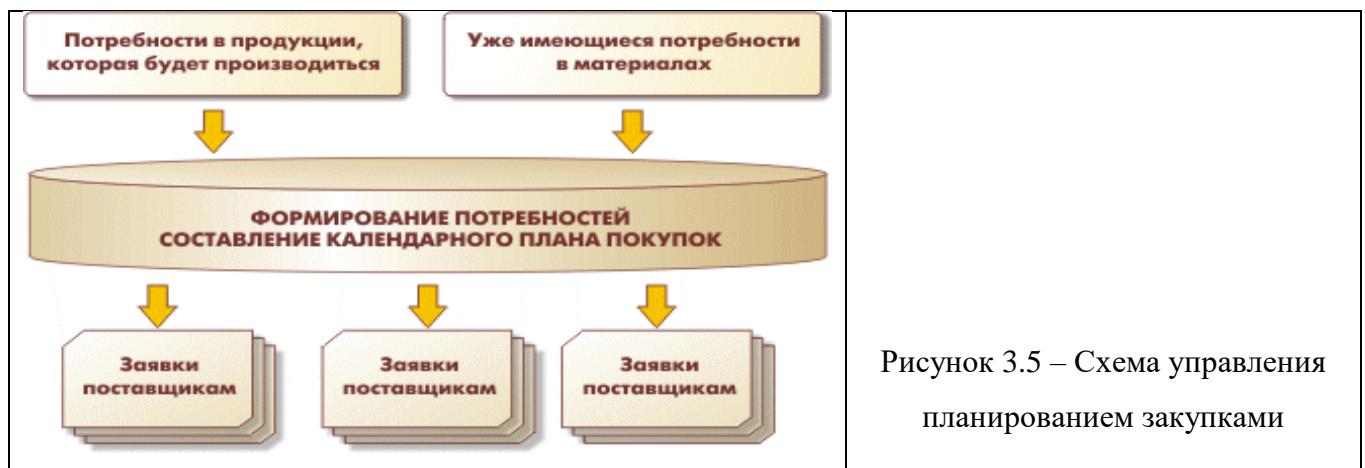 Потребности в продукции,
которая будет производиться
Уже имеющиеся потребности
в материалах
ФОРМИРОВАНИЕ ПОТРЕБНОСТЕЙ
СОСТАВЛЕНИЕ КАЛЕНДАРНОГО ПЛАНА ПОКУПОК
Заявки
поставщикам
Заявки
поставщикам
Заявки
поставщикам
Рисунок 3.5 – Схема управления
планированием закупками